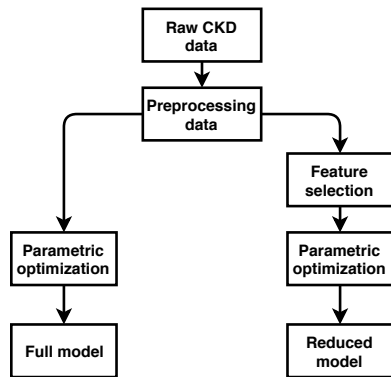 Raw CKD
data
Preprocessing
data
Feature
selection
Parametric
optimization
Parametric
optimization
Full model
Reduced
model